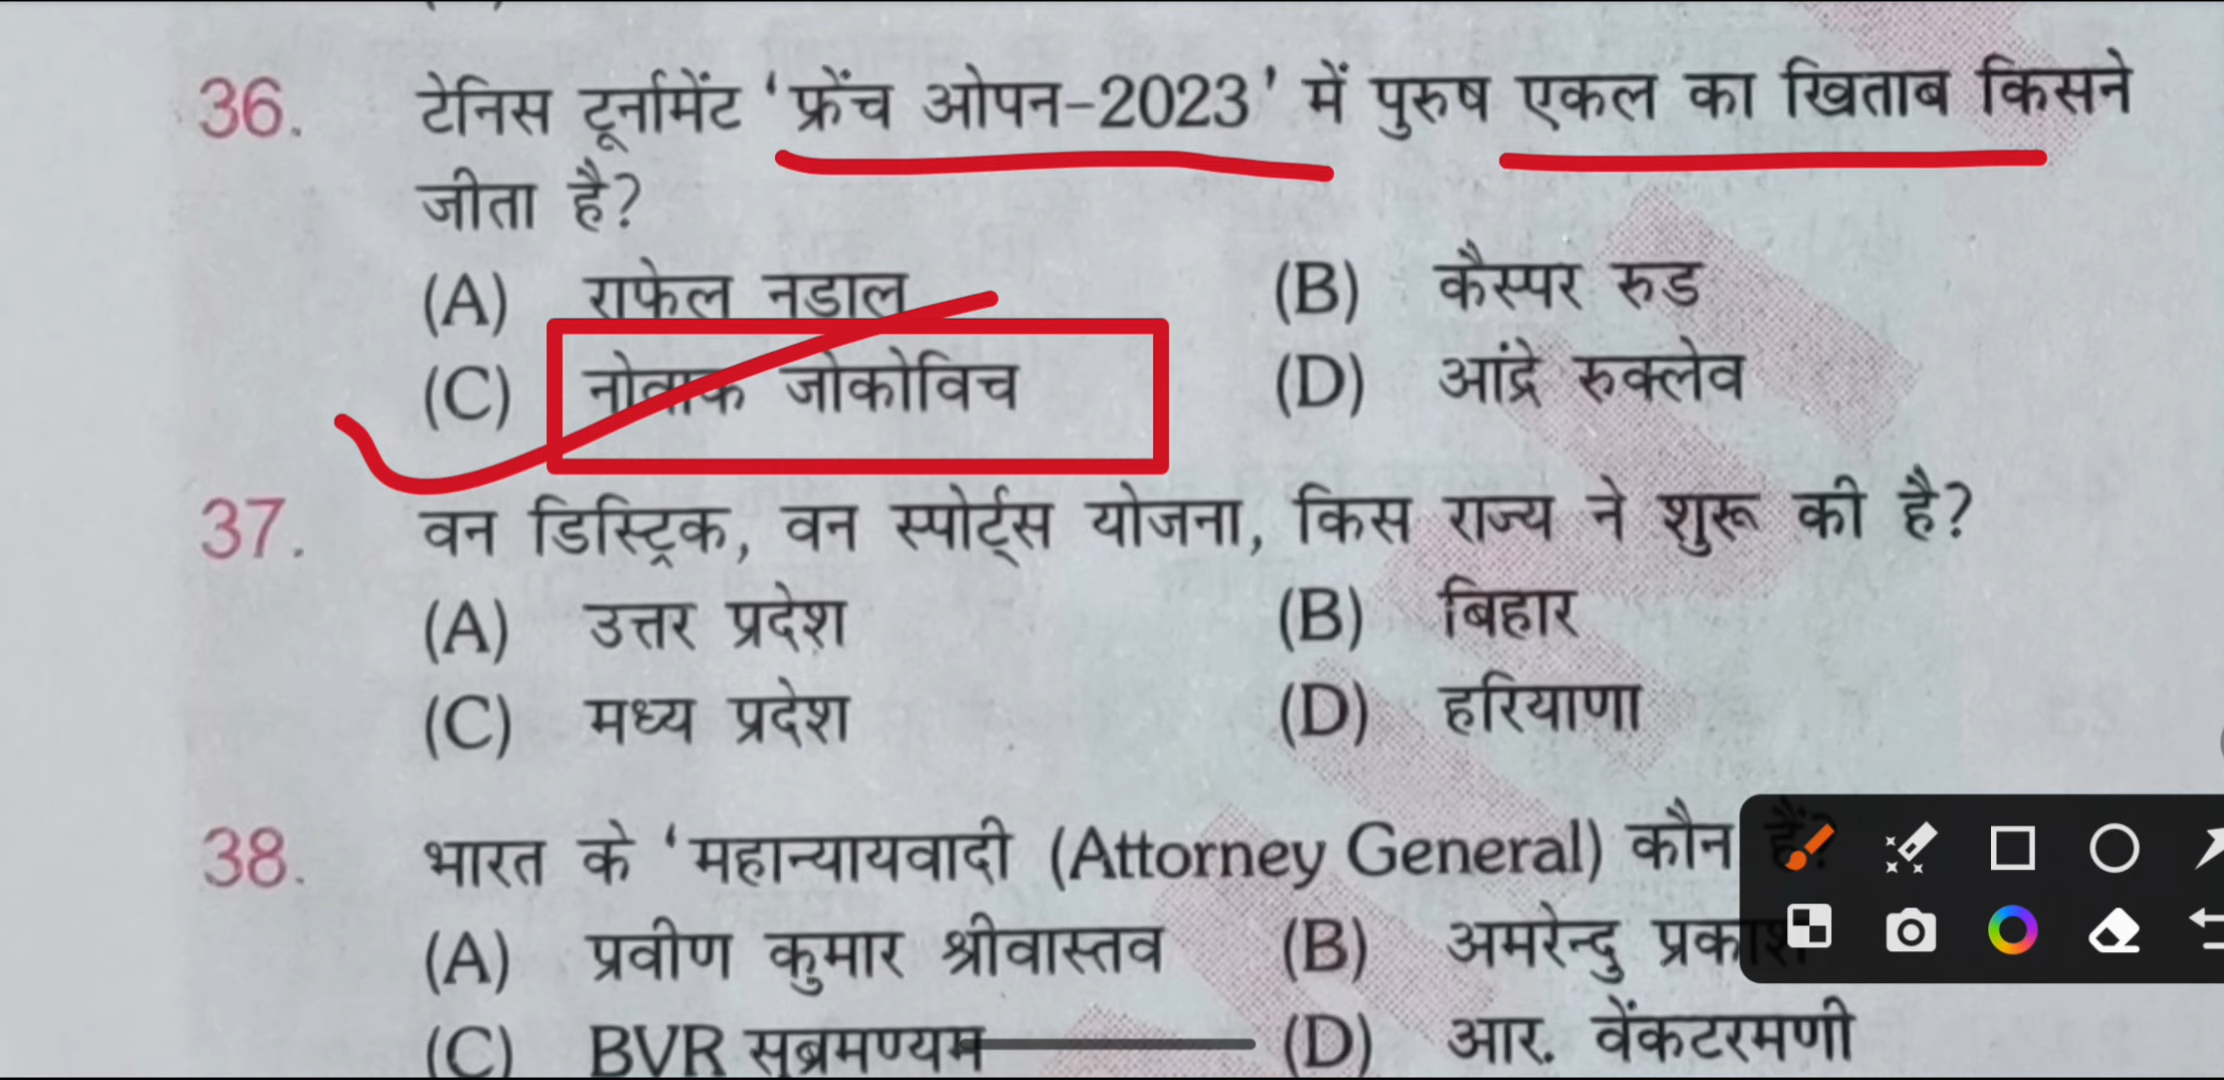 36. टेनिस टूर्नामेंट ‘फ्रेंच ओपन-2023’ में पुरुष एकल का खिताब किसने
जीता है?
(A) राफेल नडाल (B) कैस्पर रुड
(C) नोवाक जोकोविच (D) आंद्रे रुक्लेव
37. वन डिस्ट्रिक, वन स्पोर्ट्स योजना, किस राज्य ने शुरू की है?
(A) उत्तर प्रदेश (B) बिहार
(C) मध्य प्रदेश (D) हरियाणा
38. भारत के ‘महान्यायवादी (Attorney General) कौन हैं?
(A) प्रवीण कुमार श्रीवास्तव (B) अमरेन्दु प्रकाश
(C) BVR सुब्रमण्यम (D) आर. वेंकटरमणी